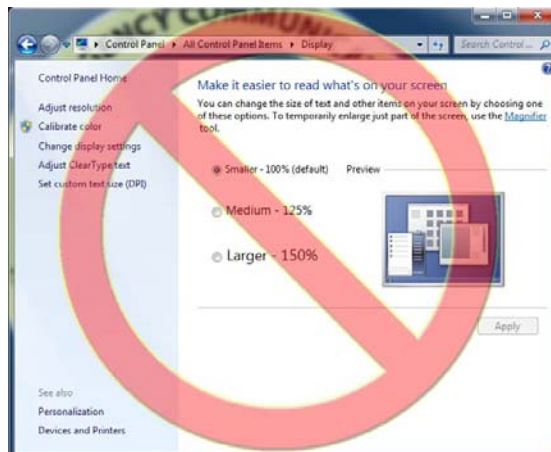 NCY COMMUN
Control Panel ▸ All Control Panel Items ▸ Display
Search Control ...
Control Panel Home
Adjust resolution
Calibrate color
Change display settings
Adjust ClearType text
Set custom text size (DPI)
Make it easier to read what's on your screen
You can change the size of text and other items on your screen by choosing one
of these options. To temporarily enlarge just part of the screen, use the Magnifier
tool.
Smaller - 100% (default) Preview
Medium - 125%
Larger - 150%
Apply
See also
Personalization
Devices and Printers